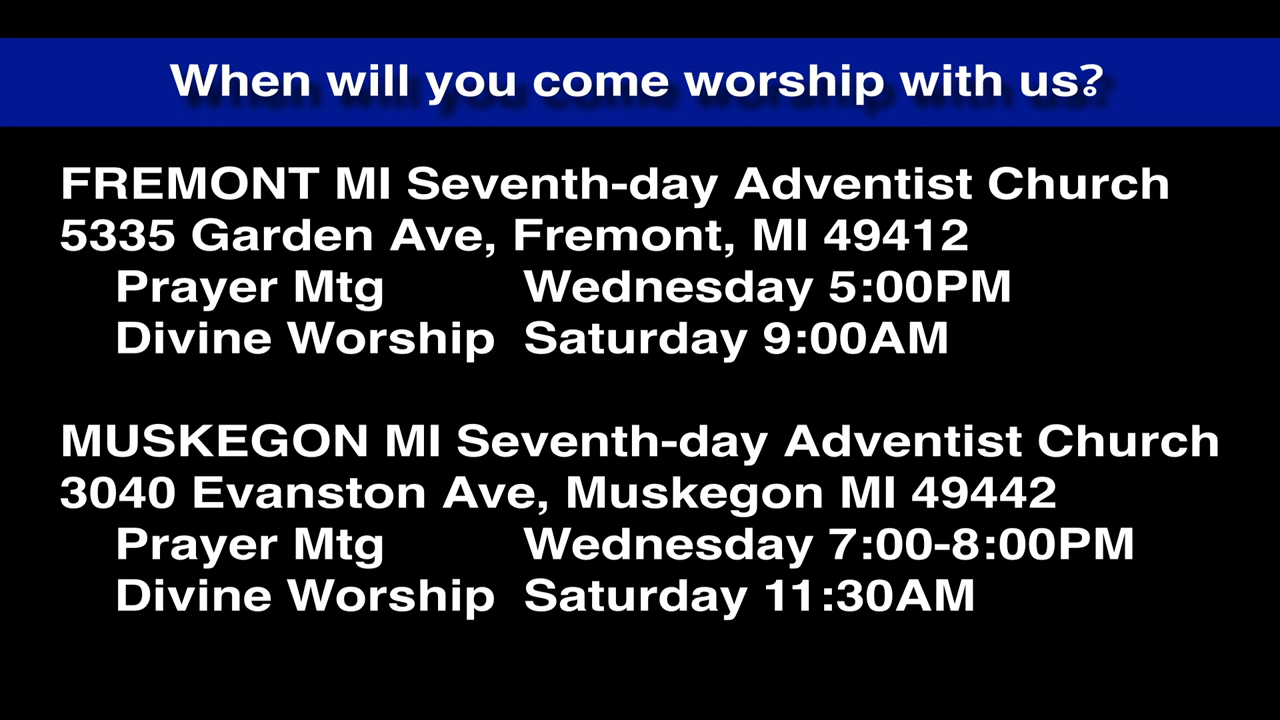 When will you come worship with us?
FREMONT MI Seventh-day Adventist Church
5335 Garden Ave, Fremont, MI 49412
Prayer Mtg Wednesday 5:00PM
Divine Worship Saturday 9:00AM
MUSKEGON MI Seventh-day Adventist Church
3040 Evanston Ave, Muskegon MI 49442
Prayer Mtg Wednesday 7:00-8:00PM
Divine Worship Saturday 11:30AM